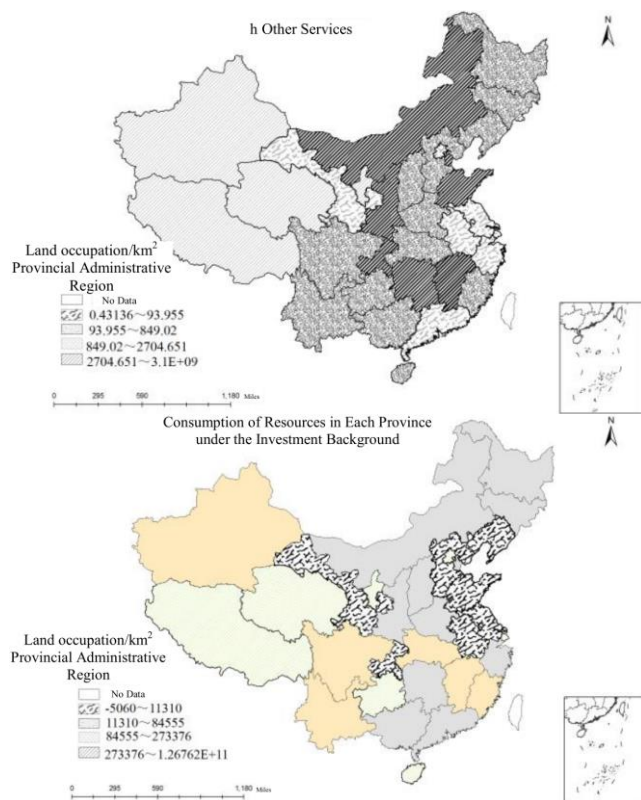 h Other Services
N
Land occupation/km²
Provincial Administrative
Region
No Data
0.43136～93.955
93.955～849.02
849.02～2704.651
2704.651～3.1E+09
0 295 590 1,180 Miles
Consumption of Resources in Each Province
under the Investment Background
N
Land occupation/km²
Provincial Administrative
Region
No Data
-5060～11310
11310～84555
84555～273376
273376～1.26762E+11
0 295 590 1,180 Miles